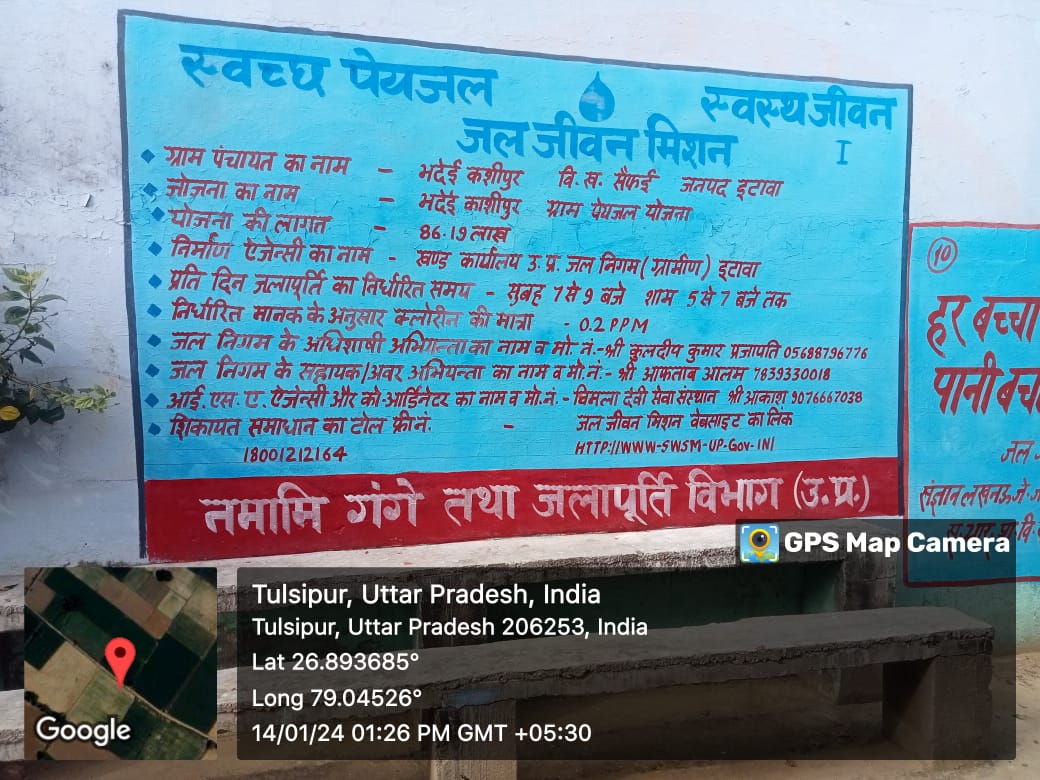 स्वच्छ पेयजल
स्वस्थ जीवन
जल जीवन मिशन
I
ग्राम पंचायत का नाम - भदेई कशीपुर वि.ख. सैफई जनपद इटावा
जोजना का नाम - भदेई काशीपुर ग्राम पेयजल योजना
योजना की लागत - 86.19 लाख
निर्माण ऐजेन्सी का नाम - खण्ड कार्यालय उ.प्र. जल निगम (ग्रामीण) इटावा
प्रति दिन जलापूर्ति का निर्धारित समय - सुबह 7 से 9 बजे शाम 5 से 7 बजे तक
निर्धारित मानक के अनुसार क्लोरीन की मात्रा - 0.2 PPM
जल निगम के अधिशाषी अभियन्ता का नाम व मो. नं.- श्री कुलदीप कुमार प्रजापति 05688796776
जल निगम के सहायक/अवर अभियन्ता का नाम व मो.नं.- श्री आफताब आलम 7839330018
आई.एस.ए. ऐजेन्सी और को-आर्डिनेटर का नाम व मो.नं.- विमला देवी सेवा संस्थान श्री आकाश 9076667038
शिकायत समाधान का टोल फ्री नं. - जल जीवन मिशन वेबसाइट का लिंक
18001212164 HTTP://WWW-SWSM-UP-Gov-IN/
नमामि गंगे तथा जलापूर्ति विभाग (उ.प्र.)
10
हर बच्चा
पानी बचा
जल
GPS Map Camera
Tulsipur, Uttar Pradesh, India
Tulsipur, Uttar Pradesh 206253, India
Lat 26.893685°
Long 79.04526°
14/01/24 01:26 PM GMT +05:30
Google